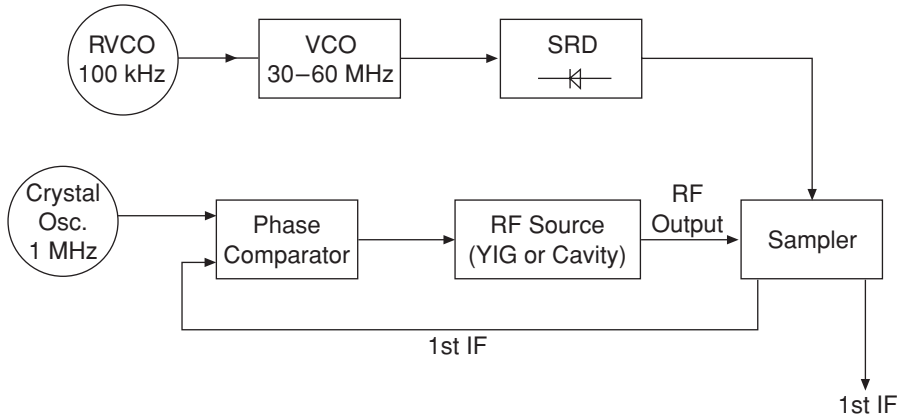 RVCO
100 kHz
VCO
30–60 MHz
SRD
Crystal
Osc.
1 MHz
Phase
Comparator
RF Source
(YIG or Cavity)
RF
Output
Sampler
1st IF
1st IF